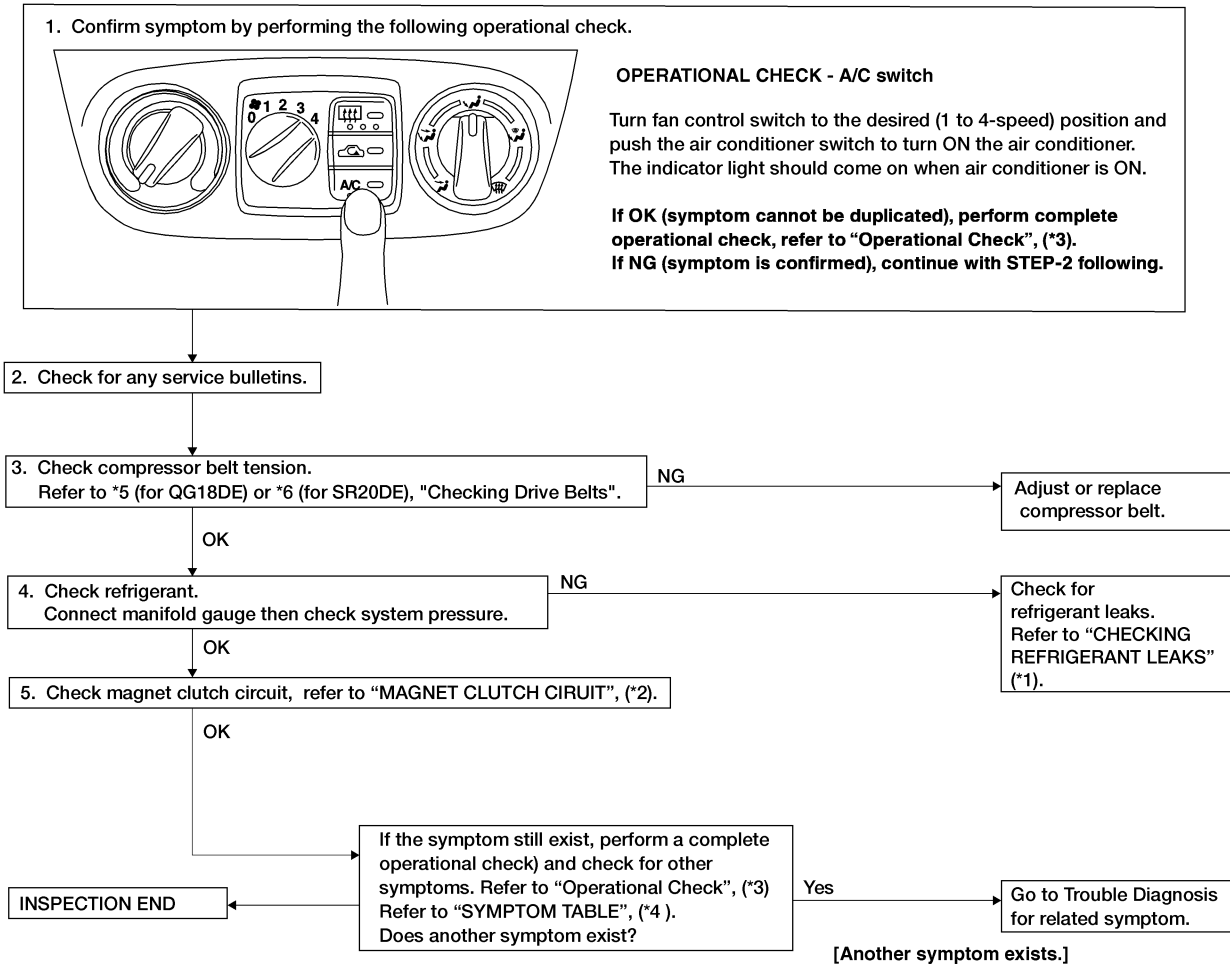 1. Confirm symptom by performing the following operational check.
0 1 2 3 4
A/C
OPERATIONAL CHECK - A/C switch
Turn fan control switch to the desired (1 to 4-speed) position and
push the air conditioner switch to turn ON the air conditioner.
The indicator light should come on when air conditioner is ON.
If OK (symptom cannot be duplicated), perform complete
operational check, refer to “Operational Check”, (*3).
If NG (symptom is confirmed), continue with STEP-2 following.
2. Check for any service bulletins.
3. Check compressor belt tension.
Refer to *5 (for QG18DE) or *6 (for SR20DE), "Checking Drive Belts".
NG
Adjust or replace
compressor belt.
OK
4. Check refrigerant.
Connect manifold gauge then check system pressure.
NG
Check for
refrigerant leaks.
Refer to “CHECKING
REFRIGERANT LEAKS”
(*1).
OK
5. Check magnet clutch circuit, refer to “MAGNET CLUTCH CIRUIT”, (*2).
OK
If the symptom still exist, perform a complete
operational check) and check for other
symptoms. Refer to “Operational Check”, (*3)
Refer to “SYMPTOM TABLE”, (*4 ).
Does another symptom exist?
INSPECTION END
Yes
Go to Trouble Diagnosis
for related symptom.
[Another symptom exists.]